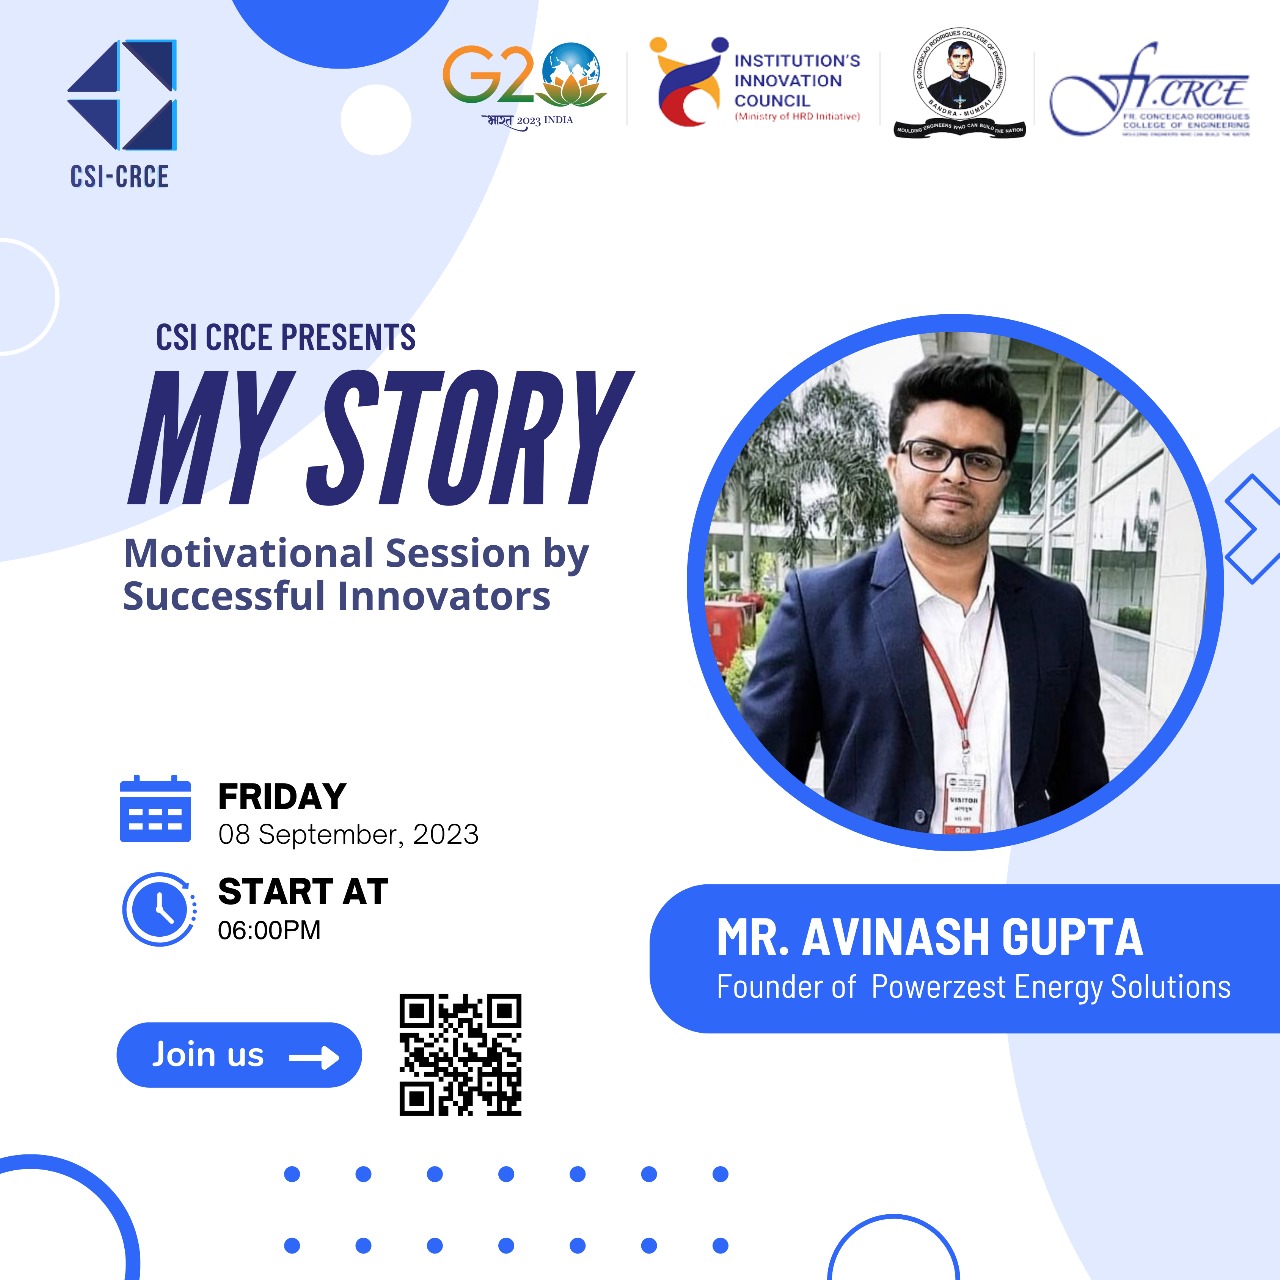 CSI-CRCE
G20
भारत 2023 INDIA
INSTITUTION'S
INNOVATION
COUNCIL
(Ministry of HRD Initiative)
FR. CONCEICAO RODRIGUES COLLEGE OF ENGINEERING
BANDRA - MUMBAI
MOULDING ENGINEERS WHO CAN BUILD THE NATION
Fr. CRCE
FR. CONCEICAO RODRIGUES
COLLEGE OF ENGINEERING
MOULDING ENGINEERS WHO CAN BUILD THE NATION
CSI CRCE PRESENTS
MY STORY
Motivational Session by
Successful Innovators
VISITOR
GGN
FRIDAY
08 September, 2023
START AT
06:00PM
MR. AVINASH GUPTA
Founder of Powerzest Energy Solutions
Join us